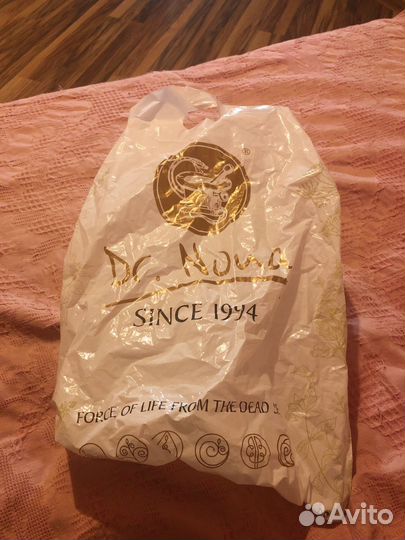 ®
Dr. Nona
SINCE 1994
FORCE OF LIFE FROM THE DEAD S
Avito